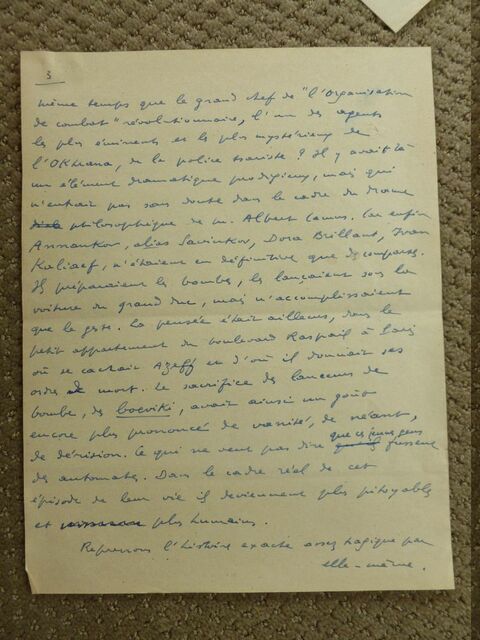 3
même temps que le grand chef de "l'Organisation
de combat" révolutionnaire, l'un des agents
les plus éminents et les plus mystérieux de
l'Okhrana, de la police tsariste ? Il y avait là
un élément dramatique prodigieux, mais qui
n'entrait pas sans doute dans le cadre du drame
philosophique de M. Albert Camus. Car enfin
Annenkov, alias Savinkov, Dora Brillant, Ivan
Kaliaef, n'étaient en définitive que des comparses.
Ils préparaient les bombes, les lançaient sous la
voiture du grand duc, mais n'accomplissaient
que le geste. La pensée était ailleurs, dans le
petit appartement du boulevard Raspail à Paris
où se cachait Azeff et d'où il donnait ses
ordres de mort. Le sacrifice des lanceurs de
bombe, des boeviki, avait ainsi un goût
encore plus prononcé de vanité, de néant,
de dérision. Ce qui ne veut pas dire que ces jeunes gens
fussent
des automates. Dans le cadre réel de cet
épisode de leur vie ils deviennent plus pitoyables
et plus humains.
Reprenons l'histoire exacte assez tragique par
elle-même.